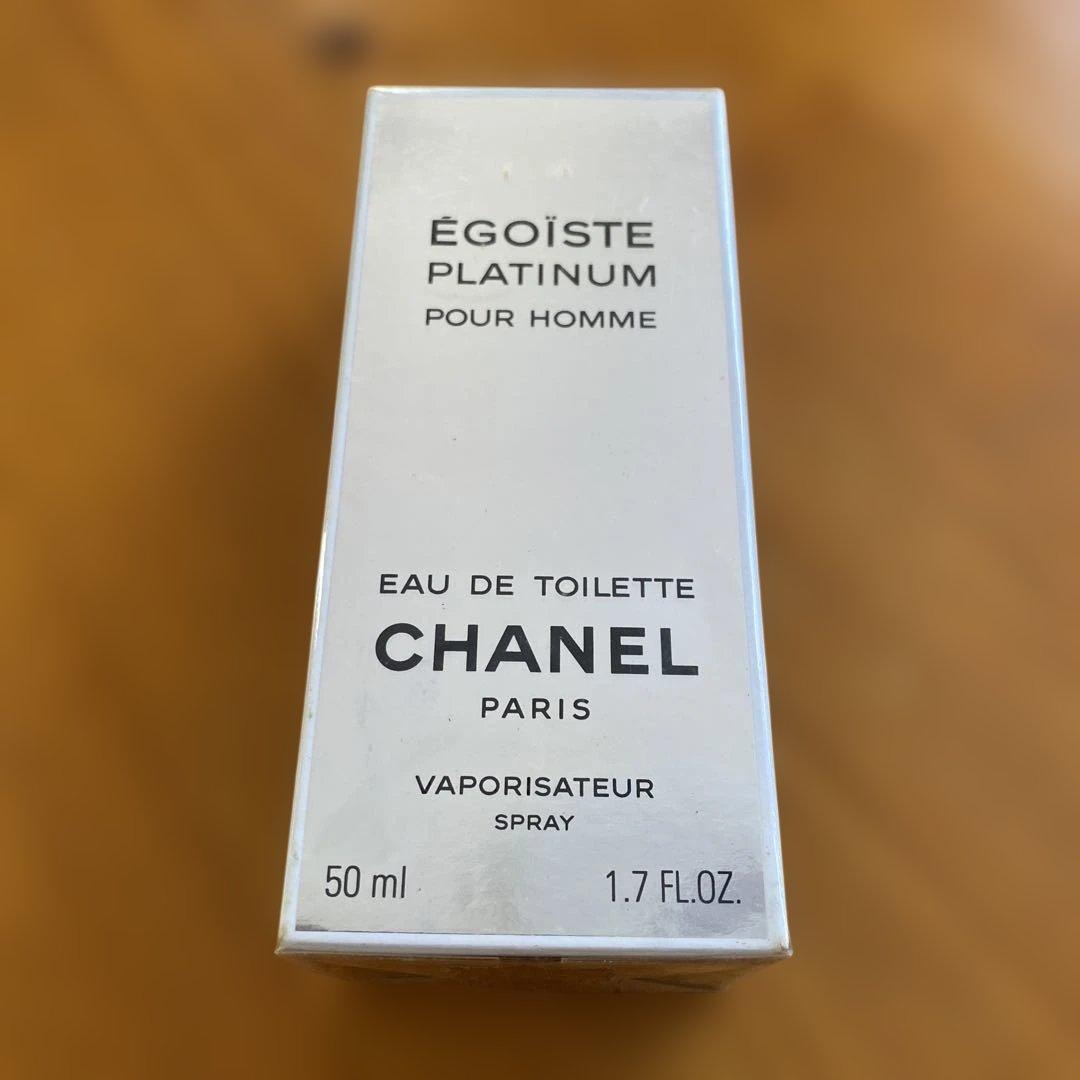 ÉGOÏSTE
PLATINUM
POUR HOMME
EAU DE TOILETTE
CHANEL
PARIS
VAPORISATEUR
SPRAY
50 ml 1.7 FL.OZ.